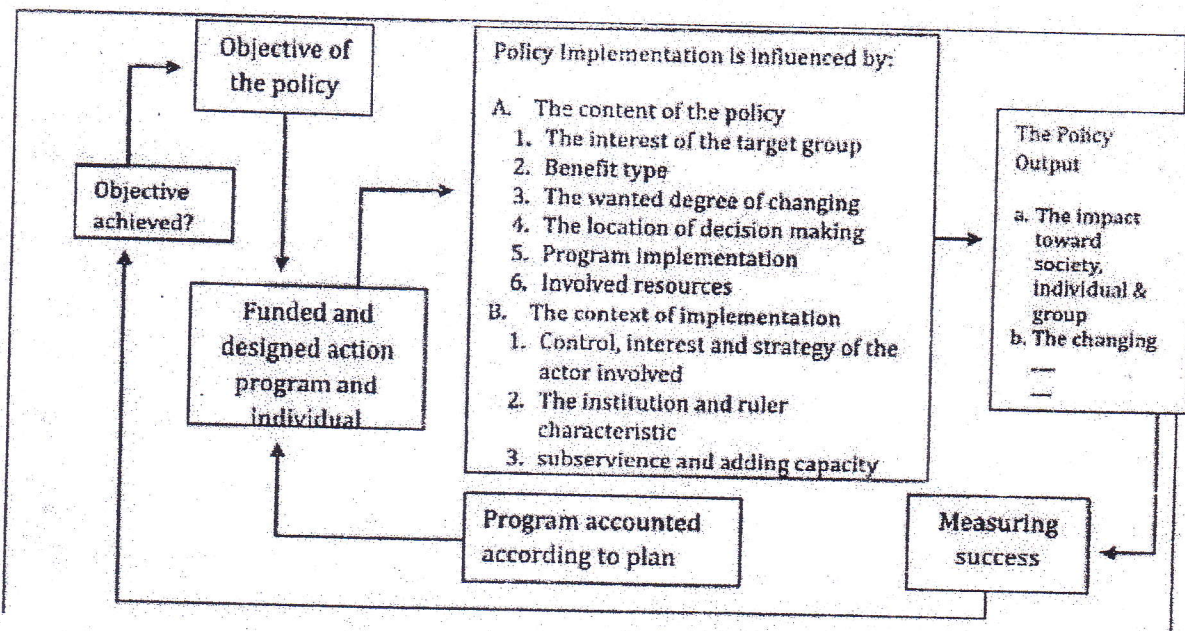 Objective of
the policy
Objective
achieved?
Funded and
designed action
program and
individual
Policy Implementation is influenced by:
A. The content of the policy
1. The interest of the target group
2. Benefit type
3. The wanted degree of changing
4. The location of decision making
5. Program implementation
6. Involved resources
B. The context of implementation
1. Control, interest and strategy of the
actor involved
2. The institution and ruler
characteristic
3. subservience and adding capacity
The Policy
Output
a. The impact
toward
society,
individual &
group
b. The changing
Program accounted
according to plan
Measuring
success